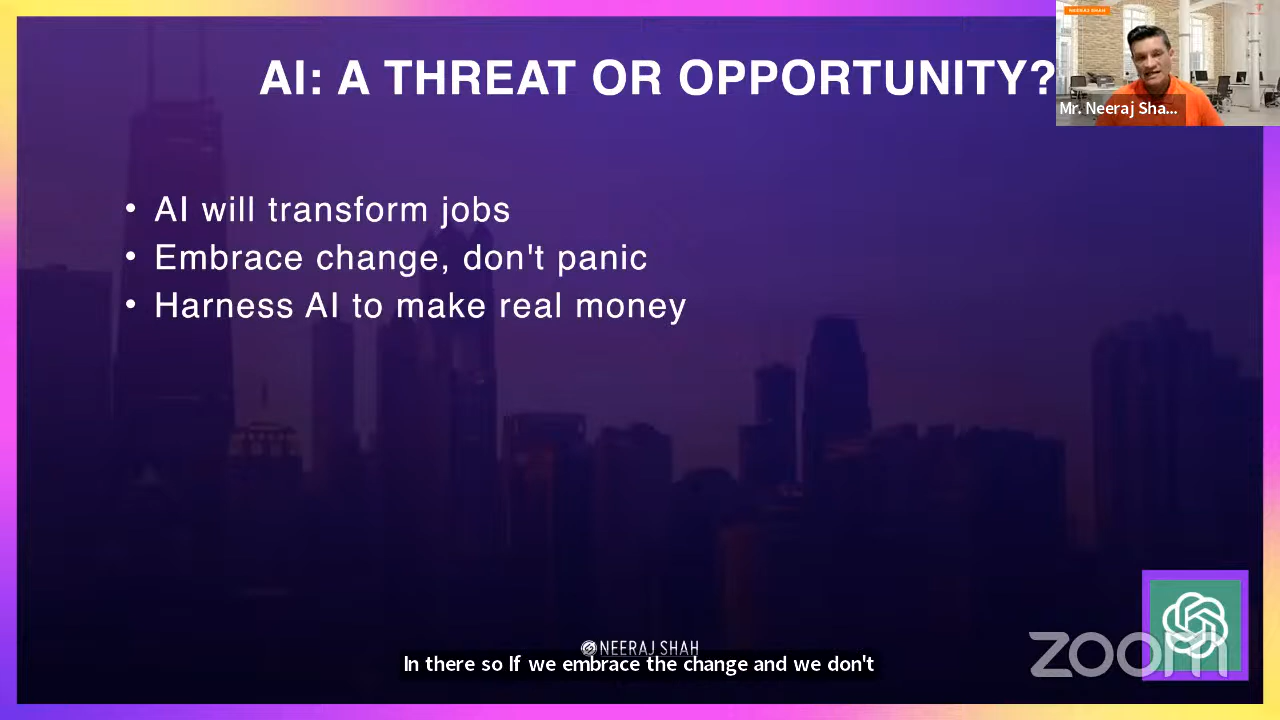 AI: A THREAT OR OPPORTUNITY?
NEERAJ SHAH
Mr. Neeraj Sha...
• AI will transform jobs
• Embrace change, don't panic
• Harness AI to make real money
NEERAJ SHAH
In there so If we embrace the change and we don't
zoom